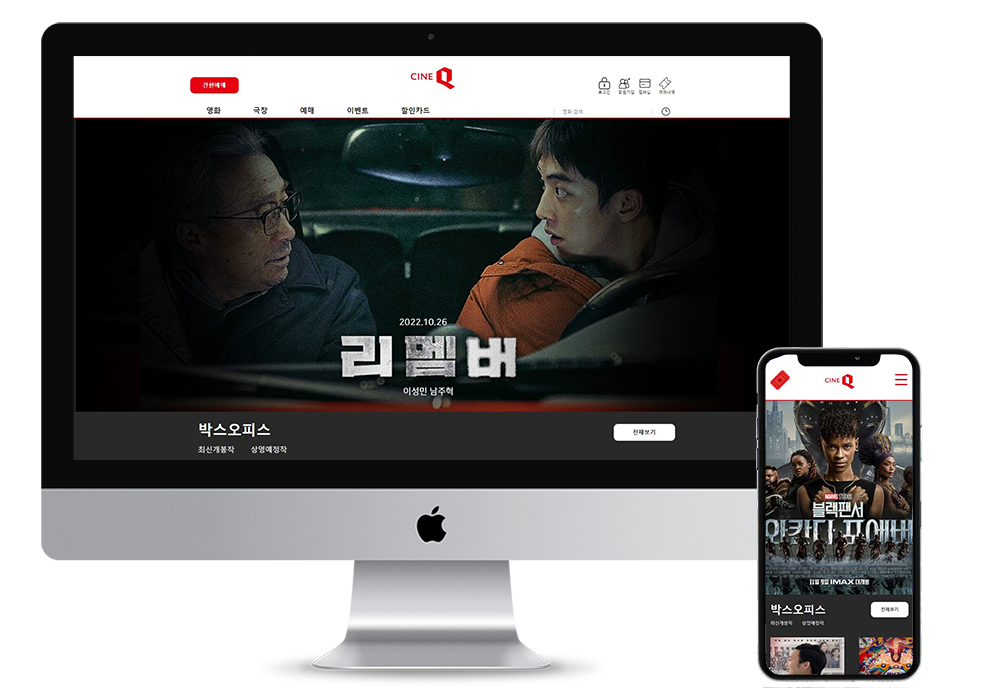 CINE Q
간편예매
로그인 회원가입 멤버십 예매내역
영화 극장 예매 이벤트 할인카드 영화 검색
2022.10.26
리멤버
이성민 남주혁
박스오피스
전체보기
최신개봉작 상영예정작
CINE Q
MARVEL STUDIOS
블랙팬서
와칸다 포에버
11월 9일 IMAX 대개봉
박스오피스
전체보기
최신개봉작 상영예정작